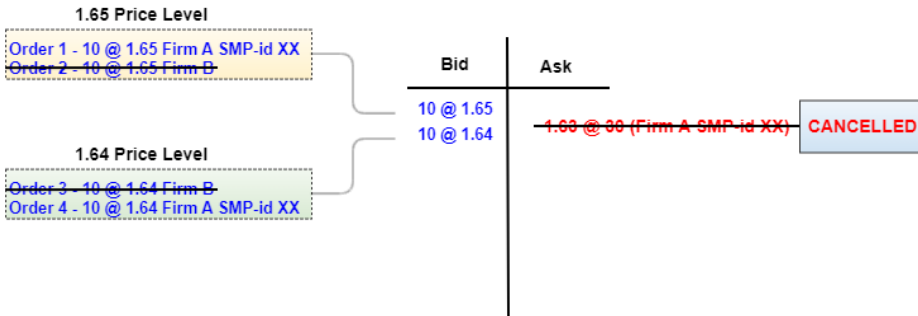 1.65 Price Level
Order 1 - 10 @ 1.65 Firm A SMP-id XX
Order 2 - 10 @ 1.65 Firm B
Bid
Ask
10 @ 1.65
10 @ 1.64
1.63 @ 30 (Firm A SMP-id XX)
CANCELLED
1.64 Price Level
Order 3 - 10 @ 1.64 Firm B
Order 4 - 10 @ 1.64 Firm A SMP-id XX